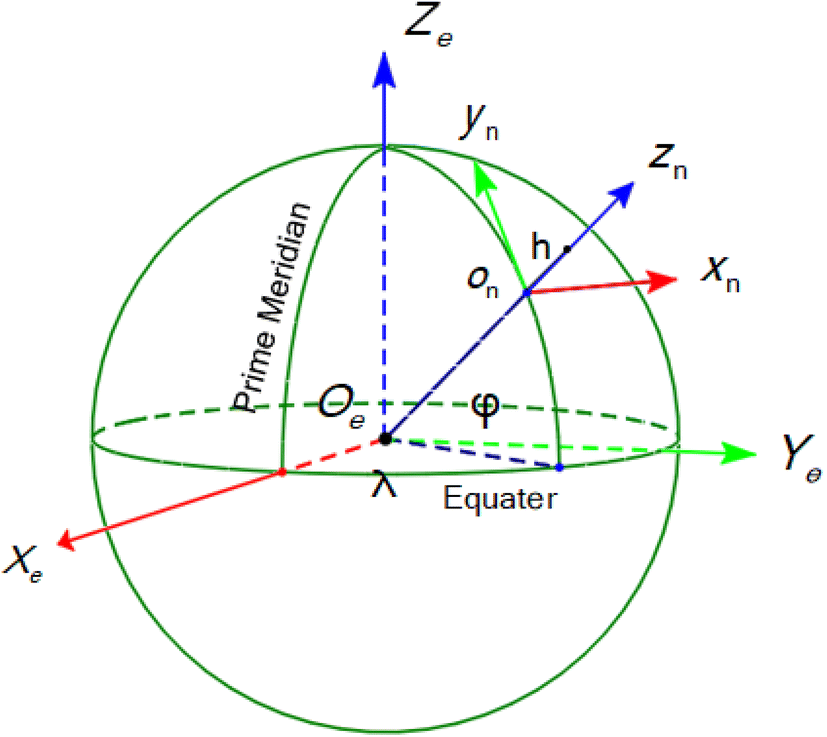 Ze
yn
zn
h
on
xn
Prime Meridian
Oe
φ
Ye
λ
Equater
Xe